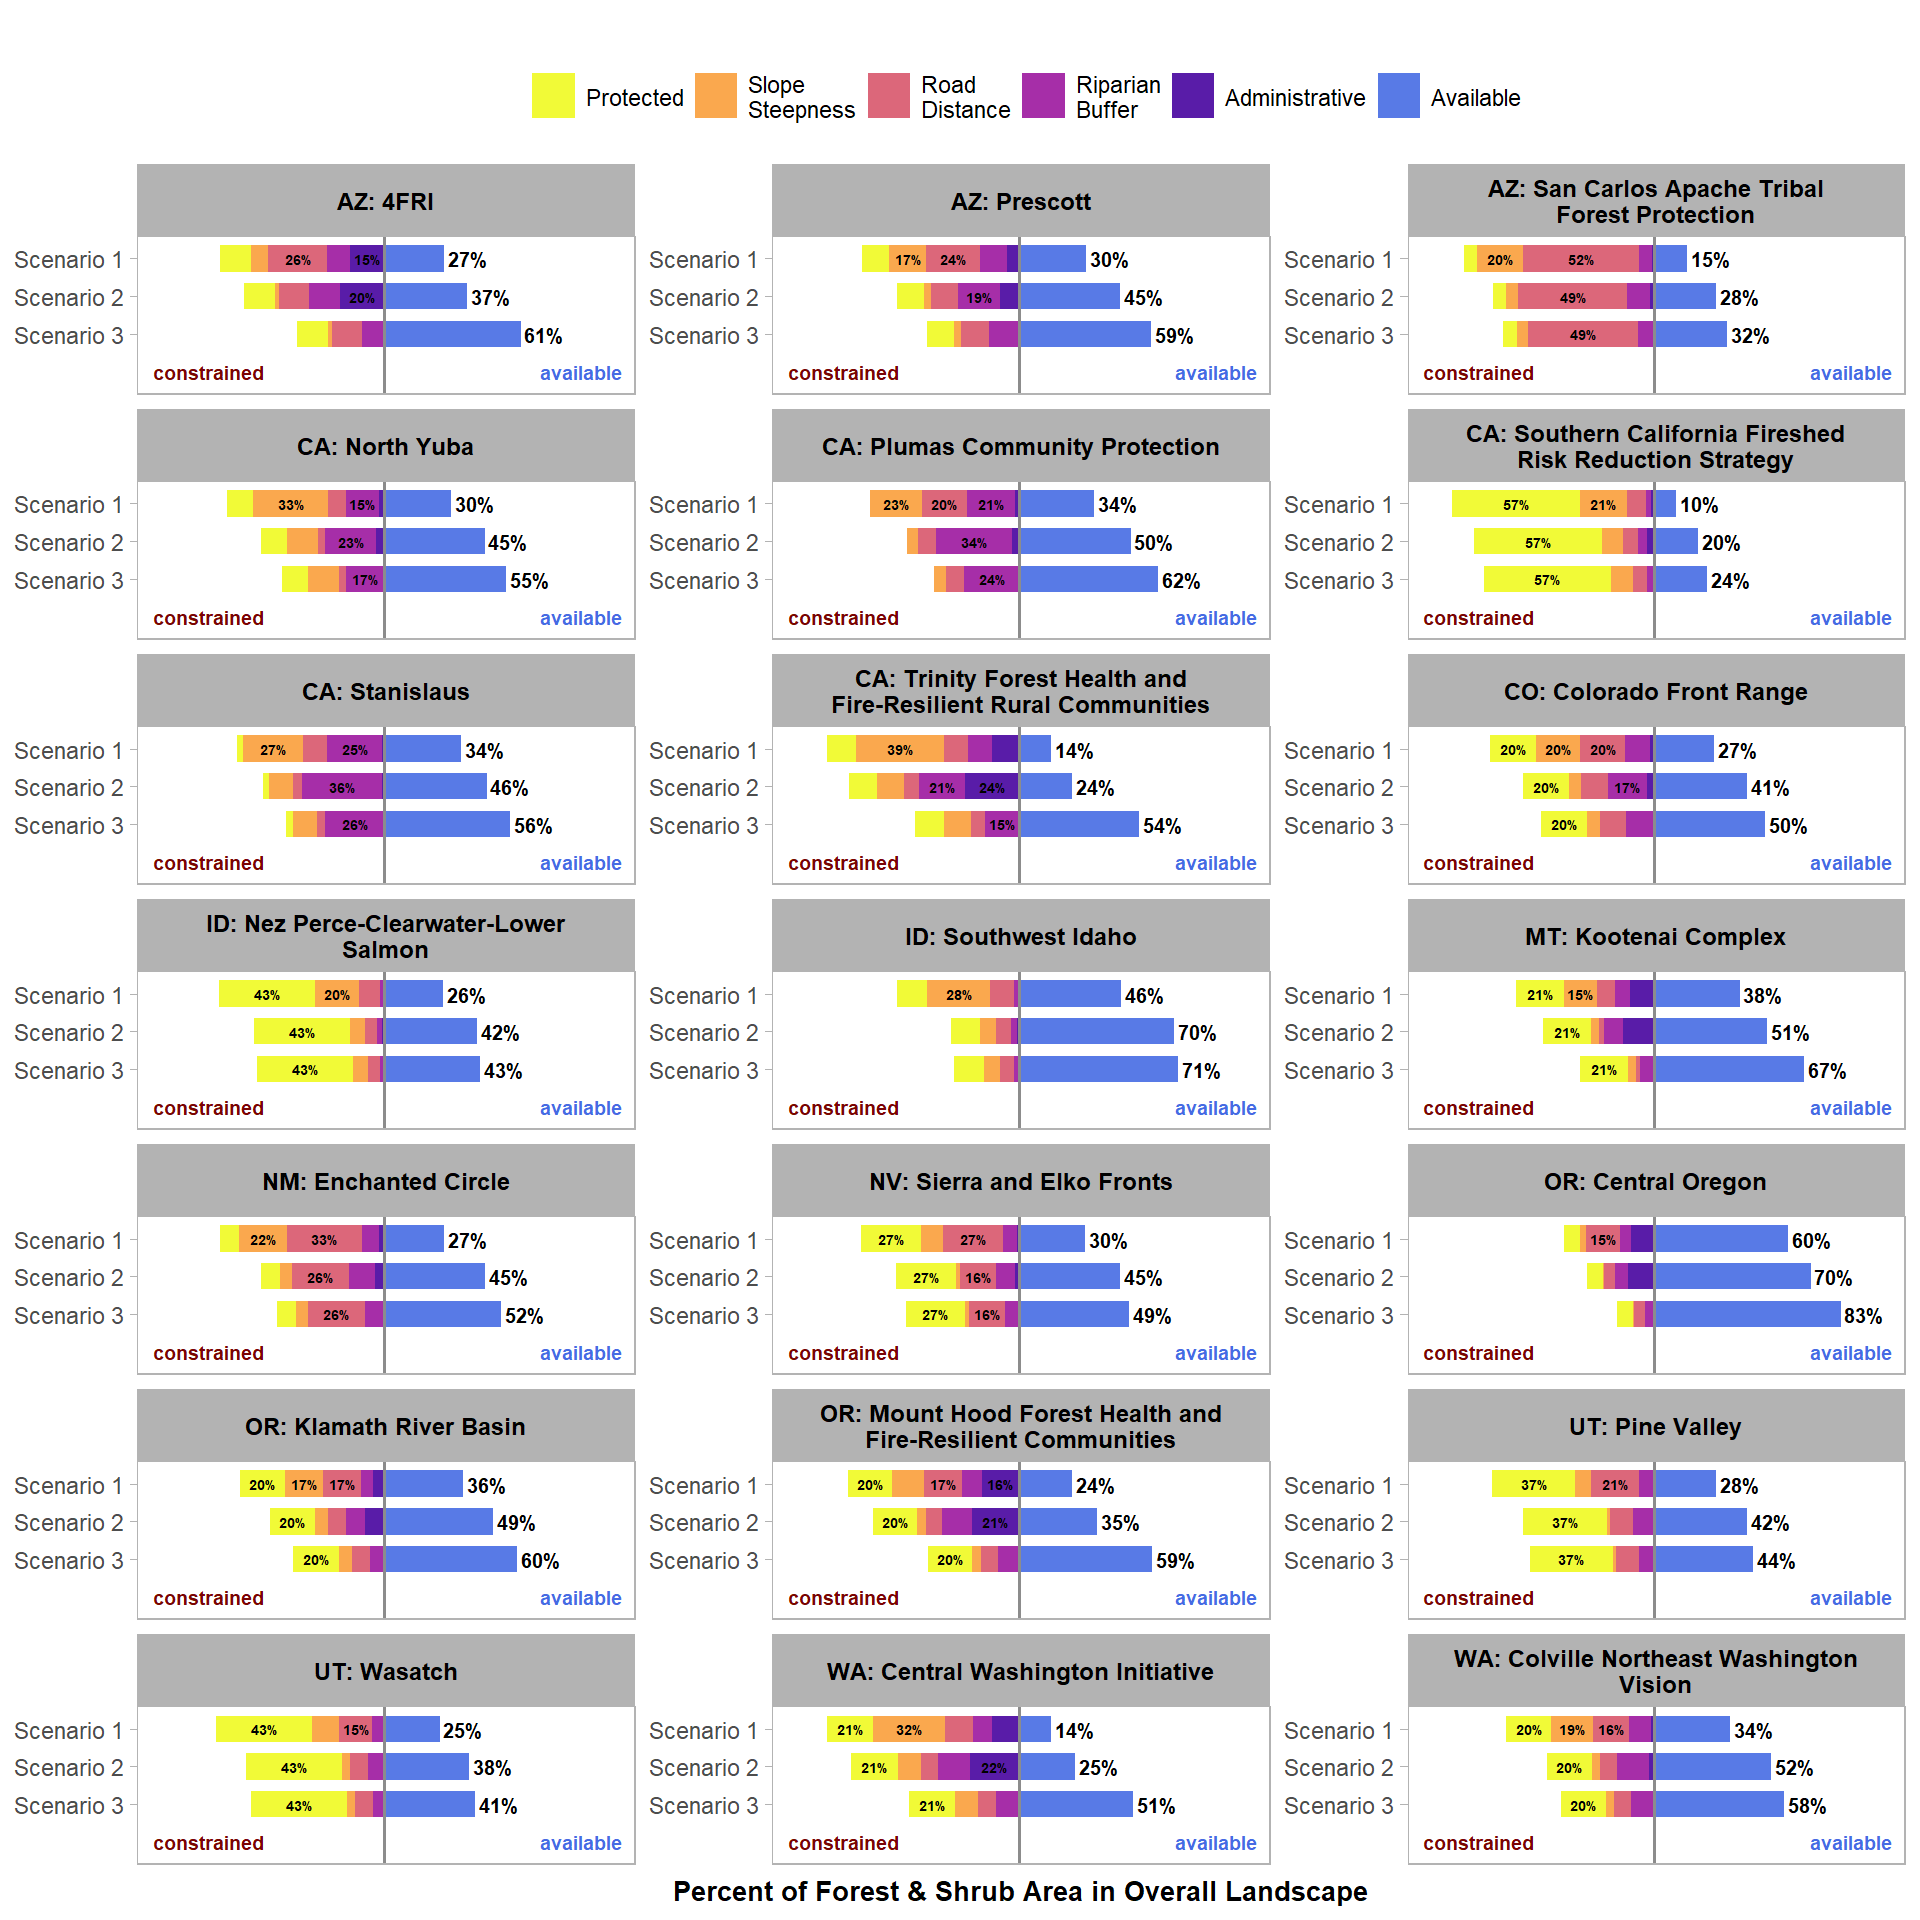 Protected
Slope
Steepness
Road
Distance
Riparian
Buffer
Administrative
Available
AZ: 4FRI
Scenario 1 26% 15% 27%
Scenario 2 20% 37%
Scenario 3 61%
constrained available
AZ: Prescott
Scenario 1 17% 24% 30%
Scenario 2 19% 45%
Scenario 3 59%
constrained available
AZ: San Carlos Apache Tribal
Forest Protection
Scenario 1 20% 52% 15%
Scenario 2 49% 28%
Scenario 3 49% 32%
constrained available
CA: North Yuba
Scenario 1 33% 15% 30%
Scenario 2 23% 45%
Scenario 3 17% 55%
constrained available
CA: Plumas Community Protection
Scenario 1 23% 20% 21% 34%
Scenario 2 34% 50%
Scenario 3 24% 62%
constrained available
CA: Southern California Fireshed
Risk Reduction Strategy
Scenario 1 57% 21% 10%
Scenario 2 57% 20%
Scenario 3 57% 24%
constrained available
CA: Stanislaus
Scenario 1 27% 25% 34%
Scenario 2 36% 46%
Scenario 3 26% 56%
constrained available
CA: Trinity Forest Health and
Fire-Resilient Rural Communities
Scenario 1 39% 14%
Scenario 2 21% 24% 24%
Scenario 3 15% 54%
constrained available
CO: Colorado Front Range
Scenario 1 20% 20% 20% 27%
Scenario 2 20% 17% 41%
Scenario 3 20% 50%
constrained available
ID: Nez Perce-Clearwater-Lower
Salmon
Scenario 1 43% 20% 26%
Scenario 2 43% 42%
Scenario 3 43% 43%
constrained available
ID: Southwest Idaho
Scenario 1 28% 46%
Scenario 2 70%
Scenario 3 71%
constrained available
MT: Kootenai Complex
Scenario 1 21% 15% 38%
Scenario 2 21% 51%
Scenario 3 21% 67%
constrained available
NM: Enchanted Circle
Scenario 1 22% 33% 27%
Scenario 2 26% 45%
Scenario 3 26% 52%
constrained available
NV: Sierra and Elko Fronts
Scenario 1 27% 27% 30%
Scenario 2 27% 16% 45%
Scenario 3 27% 16% 49%
constrained available
OR: Central Oregon
Scenario 1 15% 60%
Scenario 2 70%
Scenario 3 83%
constrained available
OR: Klamath River Basin
Scenario 1 20% 17% 17% 36%
Scenario 2 20% 49%
Scenario 3 20% 60%
constrained available
OR: Mount Hood Forest Health and
Fire-Resilient Communities
Scenario 1 20% 17% 16% 24%
Scenario 2 20% 21% 35%
Scenario 3 20% 59%
constrained available
UT: Pine Valley
Scenario 1 37% 21% 28%
Scenario 2 37% 42%
Scenario 3 37% 44%
constrained available
UT: Wasatch
Scenario 1 43% 15% 25%
Scenario 2 43% 38%
Scenario 3 43% 41%
constrained available
WA: Central Washington Initiative
Scenario 1 21% 32% 14%
Scenario 2 21% 22% 25%
Scenario 3 21% 51%
constrained available
WA: Colville Northeast Washington
Vision
Scenario 1 20% 19% 16% 34%
Scenario 2 20% 52%
Scenario 3 20% 58%
constrained available
Percent of Forest & Shrub Area in Overall Landscape